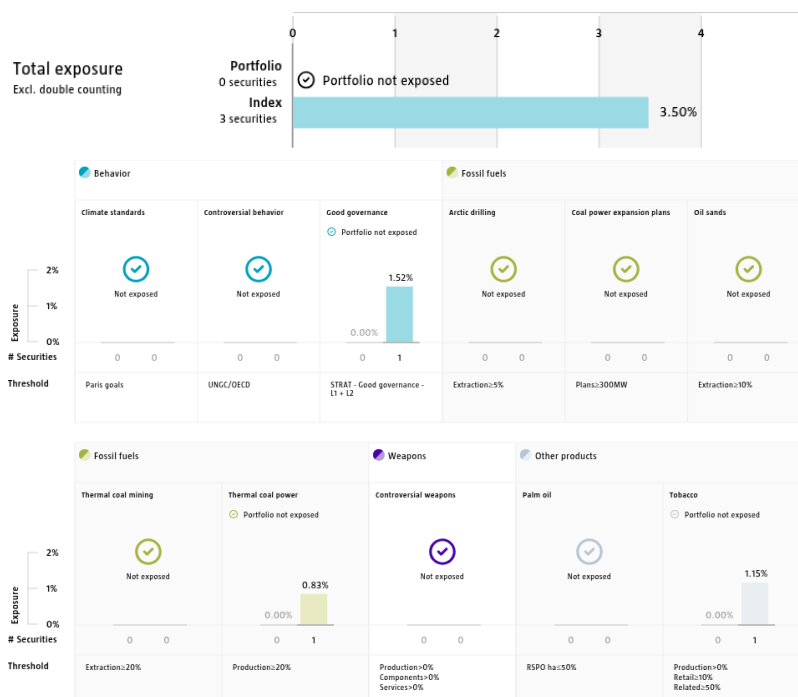 0 1 2 3 4
Total exposure
Excl. double counting
Portfolio
0 securities
Portfolio not exposed
Index
3 securities
3.50%
Behavior
Fossil fuels
Climate standards
Controversial behavior
Good governance
Arctic drilling
Coal power expansion plans
Oil sands
Portfolio not exposed
Not exposed
Not exposed
Not exposed
Not exposed
Not exposed
Exposure
2%
1%
0%
0.00%
1.52%
# Securities
0 0
0 0
0 1
0 0
0 0
0 0
Threshold
Paris goals
UNGC/OECD
STRAT - Good governance -
L1 + L2
Extraction≥5%
Plans≥300MW
Extraction≥10%
Fossil fuels
Weapons
Other products
Thermal coal mining
Thermal coal power
Controversial weapons
Palm oil
Tobacco
Portfolio not exposed
Portfolio not exposed
Not exposed
Not exposed
Not exposed
Exposure
2%
1%
0%
0.00%
0.83%
0.00%
1.15%
# Securities
0 0
0 1
0 0
0 0
0 1
Threshold
Extraction≥20%
Production≥20%
Production>0%
Components>0%
Services>0%
RSPO ha≤50%
Production>0%
Retail≥10%
Related≥50%